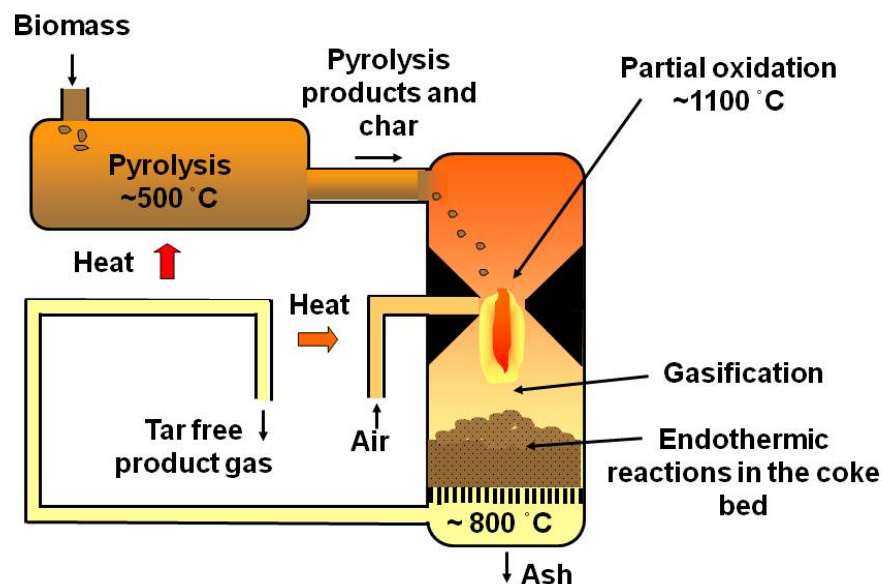 Biomass
Pyrolysis
products and
char
Partial oxidation
~1100 °C
Pyrolysis
~500 °C
Heat
Heat
Gasification
Tar free
product gas
Air
Endothermic
reactions in the coke
bed
~ 800 °C
Ash